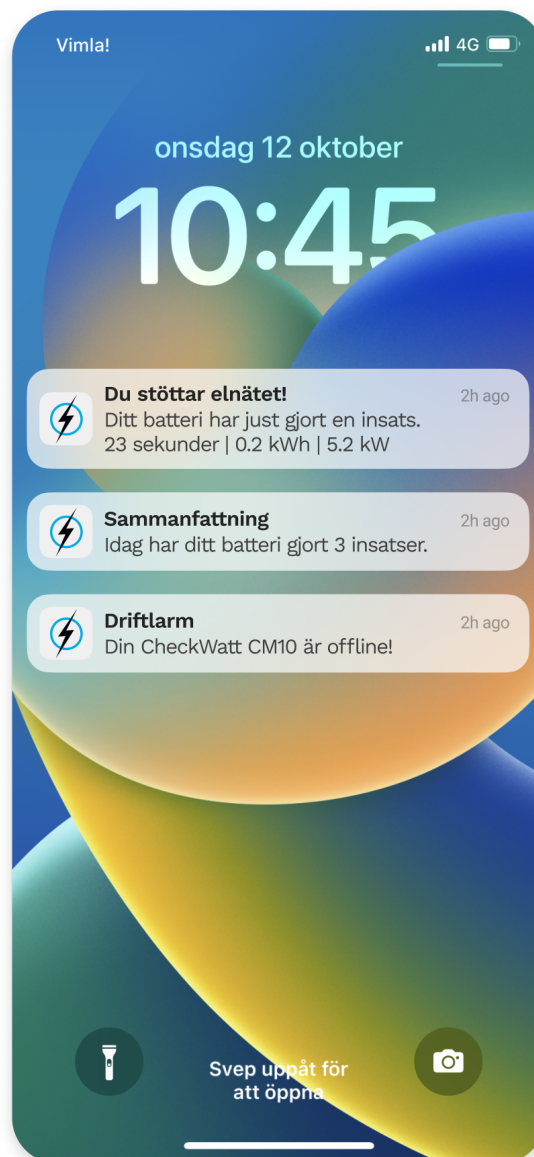 Vimla!
4G
onsdag 12 oktober
10:45
Du stöttar elnätet!
2h ago
Ditt batteri har just gjort en insats.
23 sekunder | 0.2 kWh | 5.2 kW
Sammanfattning
2h ago
Idag har ditt batteri gjort 3 insatser.
Driftlarm
2h ago
Din CheckWatt CM10 är offline!
Svep uppåt för
att öppna